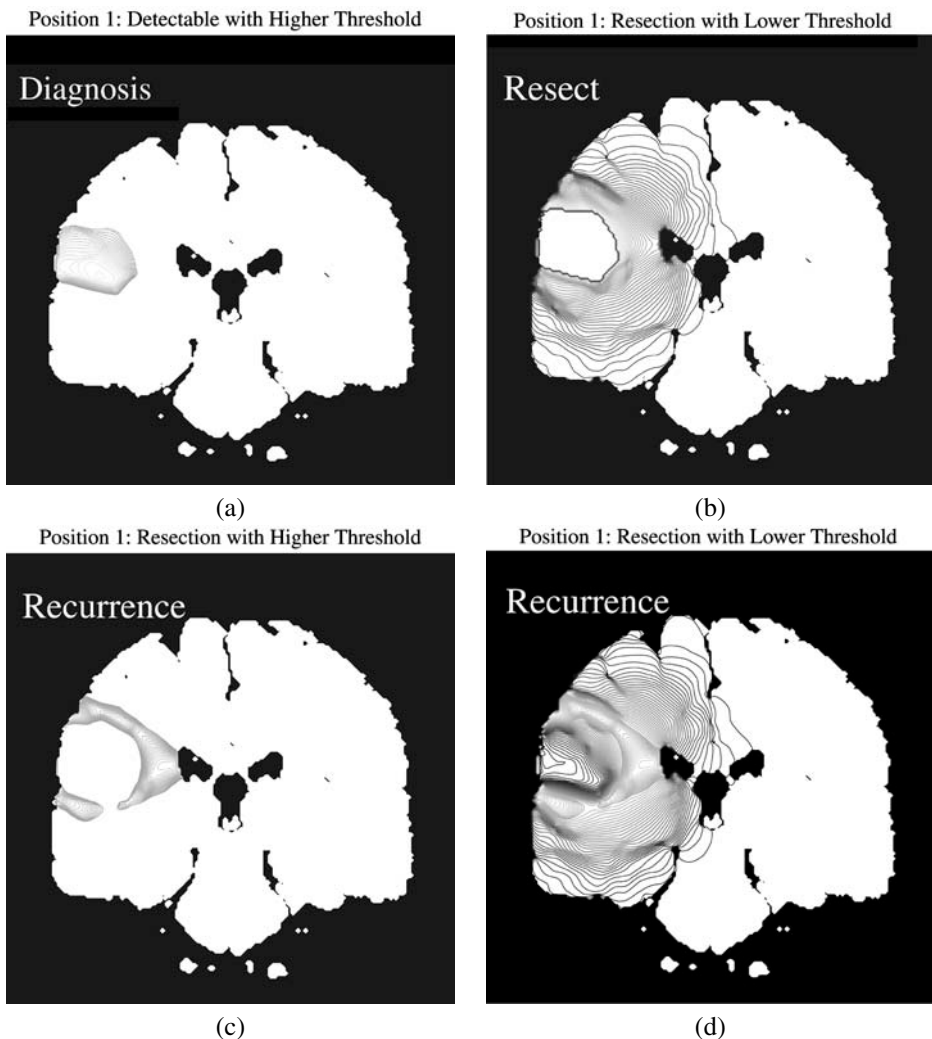 Position 1: Detectable with Higher Threshold
Position 1: Resection with Lower Threshold
Diagnosis
Resect
(a)
(b)
Position 1: Resection with Higher Threshold
Position 1: Resection with Lower Threshold
Recurrence
Recurrence
(c)
(d)